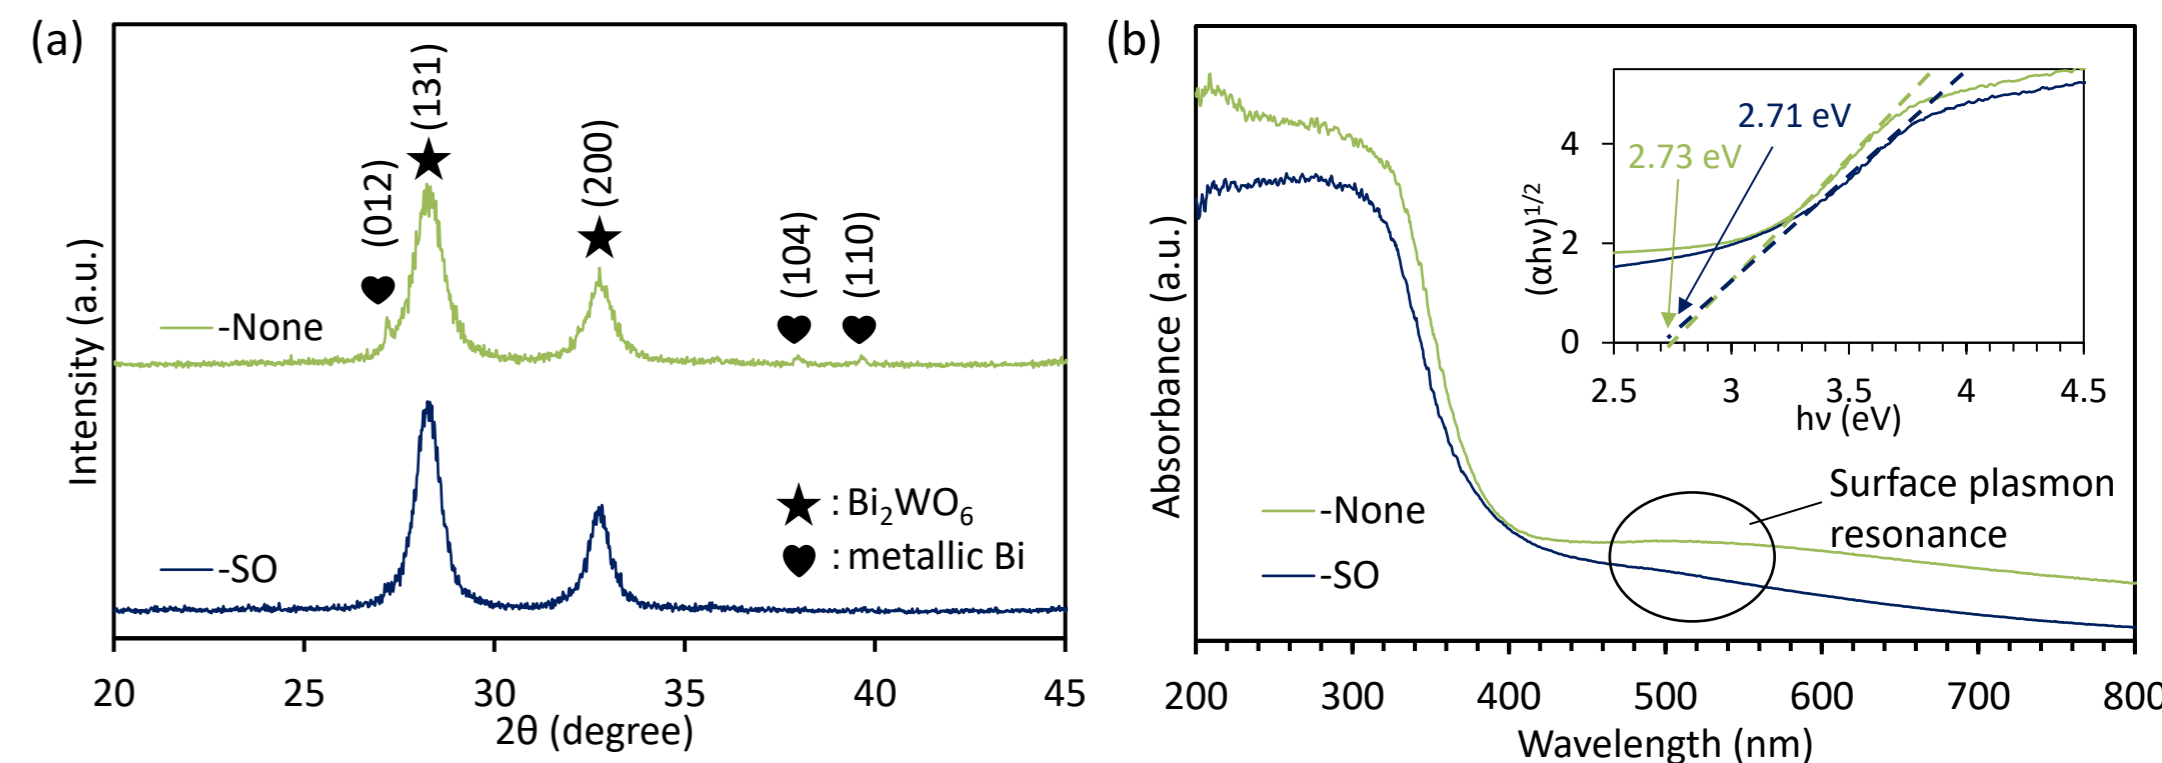 (a)
Intensity (a.u.)
(012)
(131)
(200)
(104)
(110)
-None
-SO
★ : Bi₂WO₆
♥ : metallic Bi
20 25 30 35 40 45
2θ (degree)
(b)
Absorbance (a.u.)
(αhν)^1/2
4
2
0
2.73 eV
2.71 eV
2.5 3 3.5 4 4.5
hν (eV)
Surface plasmon
resonance
-None
-SO
200 300 400 500 600 700 800
Wavelength (nm)